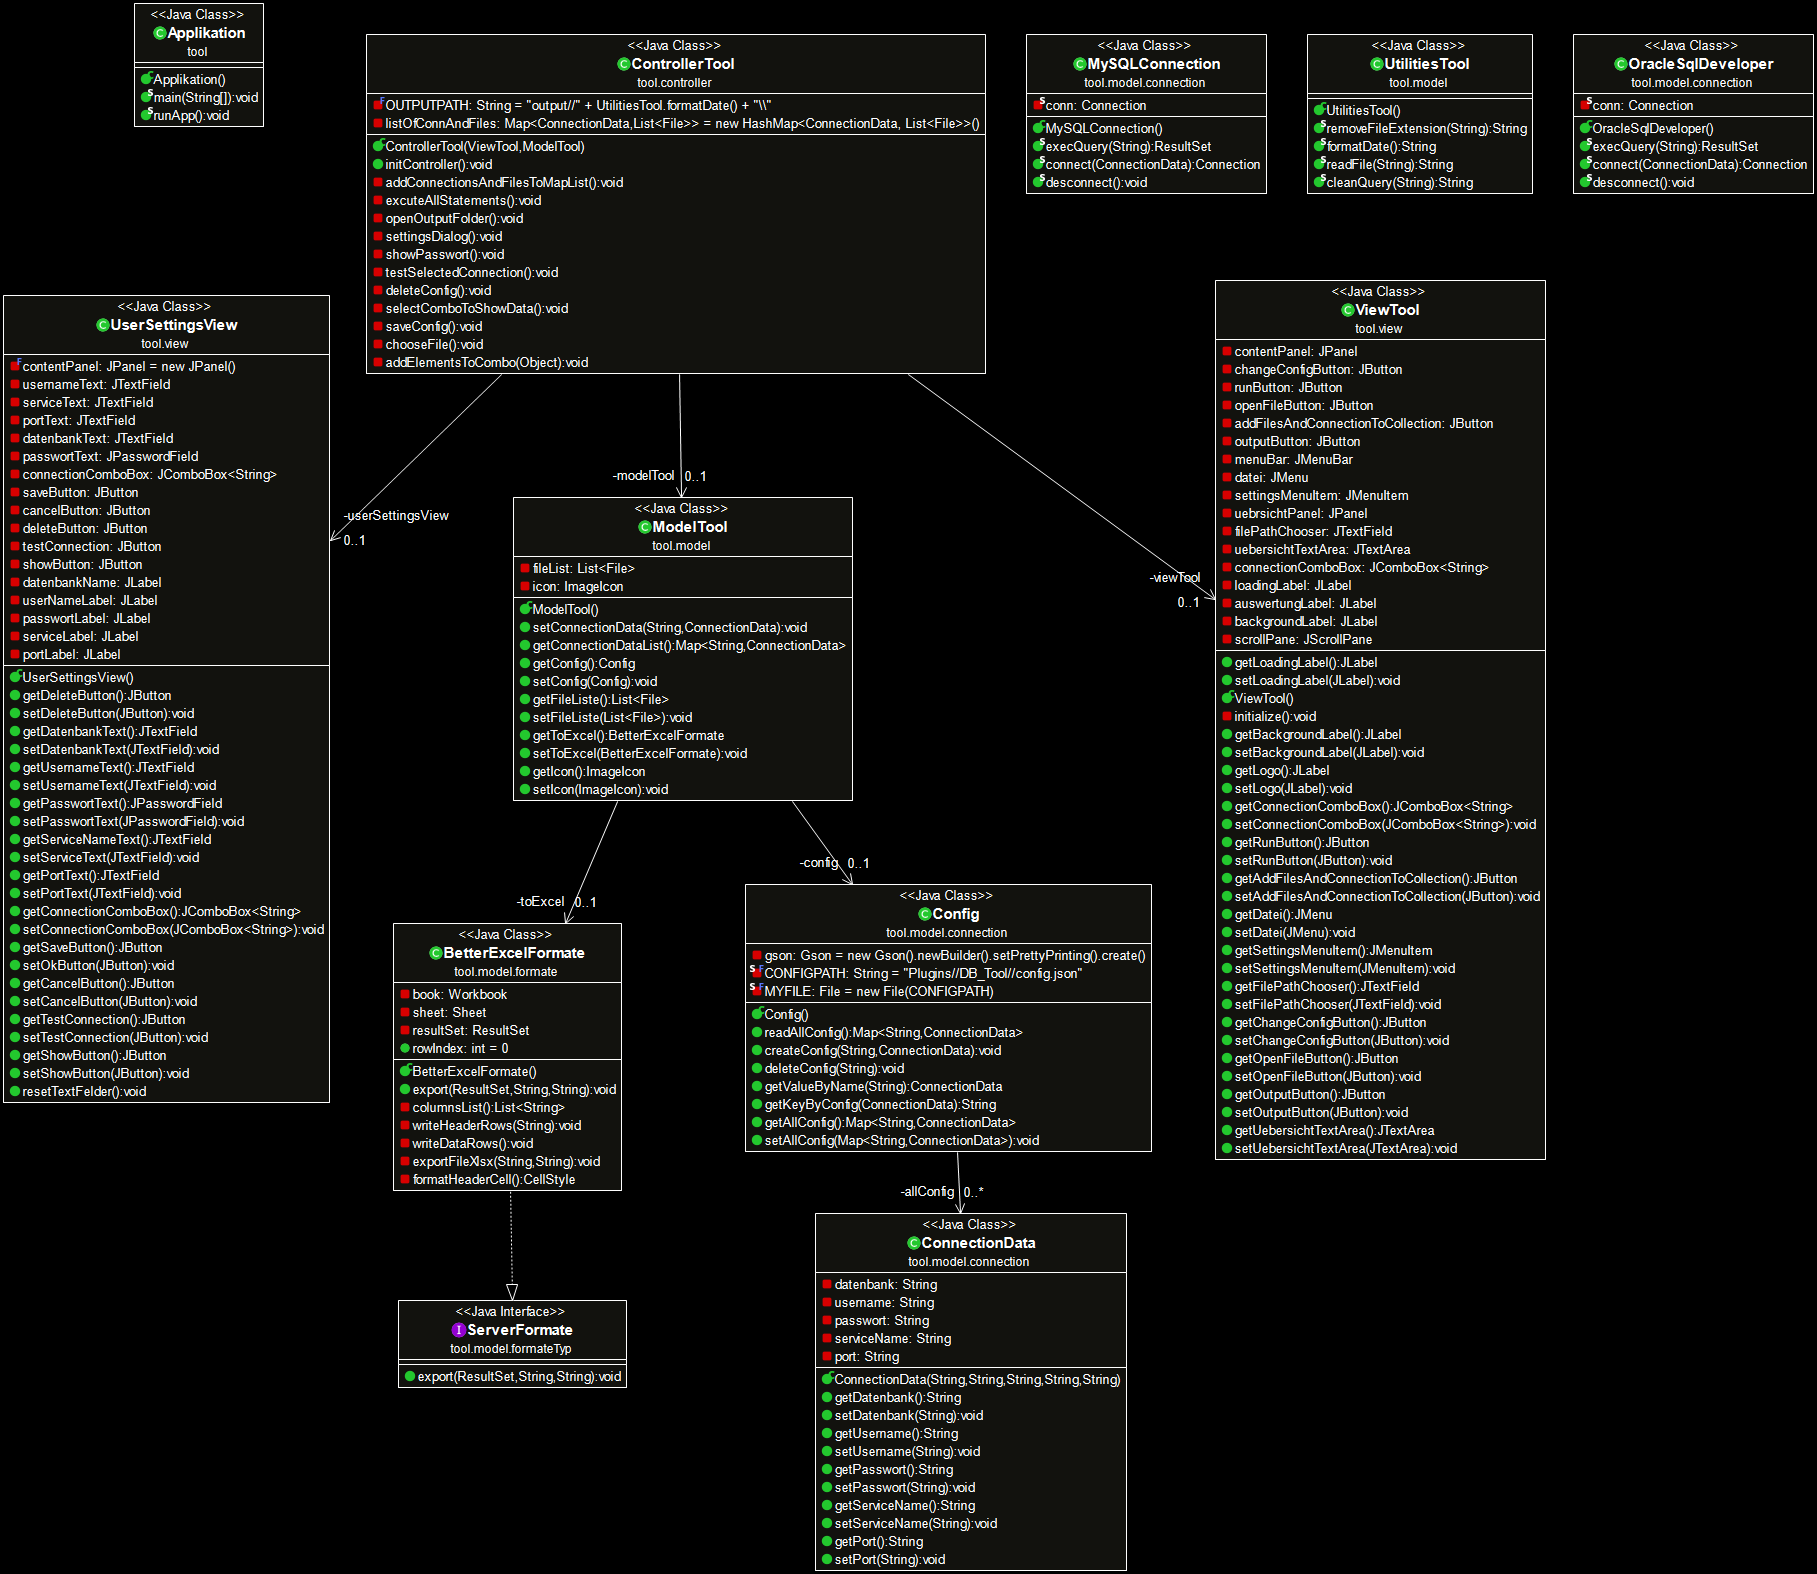 <<Java Class>>
Applikation
tool
Applikation()
main(String[]):void
runApp():void
<<Java Class>>
ControllerTool
tool.controller
OUTPUTPATH: String = "output//" + UtilitiesTool.formatDate() + "\\"
listOfConnAndFiles: Map<ConnectionData,List<File>> = new HashMap<ConnectionData, List<File>>()
ControllerTool(ViewTool,ModelTool)
initController():void
addConnectionsAndFilesToMapList():void
excuteAllStatements():void
openOutputFolder():void
settingsDialog():void
showPasswort():void
testSelectedConnection():void
deleteConfig():void
selectComboToShowData():void
saveConfig():void
chooseFile():void
addElementsToCombo(Object):void
<<Java Class>>
MySQLConnection
tool.model.connection
conn: Connection
MySQLConnection()
execQuery(String):ResultSet
connect(ConnectionData):Connection
desconnect():void
<<Java Class>>
UtilitiesTool
tool.model
UtilitiesTool()
removeFileExtension(String):String
formatDate():String
readFile(String):String
cleanQuery(String):String
<<Java Class>>
OracleSqlDeveloper
tool.model.connection
conn: Connection
OracleSqlDeveloper()
execQuery(String):ResultSet
connect(ConnectionData):Connection
desconnect():void
<<Java Class>>
UserSettingsView
tool.view
contentPanel: JPanel = new JPanel()
usernameText: JTextField
serviceText: JTextField
portText: JTextField
datenbankText: JTextField
passwortText: JPasswordField
connectionComboBox: JComboBox<String>
saveButton: JButton
cancelButton: JButton
deleteButton: JButton
testConnection: JButton
showButton: JButton
datenbankName: JLabel
userNameLabel: JLabel
passwortLabel: JLabel
serviceLabel: JLabel
portLabel: JLabel
UserSettingsView()
getDeleteButton():JButton
setDeleteButton(JButton):void
getDatenbankText():JTextField
setDatenbankText(JTextField):void
getUsernameText():JTextField
setUsernameText(JTextField):void
getPasswortText():JPasswordField
setPasswortText(JPasswordField):void
getServiceNameText():JTextField
setServiceText(JTextField):void
getPortText():JTextField
setPortText(JTextField):void
getConnectionComboBox():JComboBox<String>
setConnectionComboBox(JComboBox<String>):void
getSaveButton():JButton
setOkButton(JButton):void
getCancelButton():JButton
setCancelButton(JButton):void
getTestConnection():JButton
setTestConnection(JButton):void
getShowButton():JButton
setShowButton(JButton):void
resetTextFelder():void
-userSettingsView
0..1
-modelTool 0..1
-viewTool
0..1
<<Java Class>>
ModelTool
tool.model
fileList: List<File>
icon: ImageIcon
ModelTool()
setConnectionData(String,ConnectionData):void
getConnectionDataList():Map<String,ConnectionData>
getConfig():Config
setConfig(Config):void
getFileListe():List<File>
setFileListe(List<File>):void
getToExcel():BetterExcelFormate
setToExcel(BetterExcelFormate):void
getIcon():ImageIcon
setIcon(ImageIcon):void
<<Java Class>>
ViewTool
tool.view
contentPanel: JPanel
changeConfigButton: JButton
runButton: JButton
openFileButton: JButton
addFilesAndConnectionToCollection: JButton
outputButton: JButton
menuBar: JMenuBar
datei: JMenu
settingsMenuItem: JMenuItem
uebrsichtPanel: JPanel
filePathChooser: JTextField
uebersichtTextArea: JTextArea
connectionComboBox: JComboBox<String>
loadingLabel: JLabel
auswertungLabel: JLabel
backgroundLabel: JLabel
scrollPane: JScrollPane
getLoadingLabel():JLabel
setLoadingLabel(JLabel):void
ViewTool()
initialize():void
getBackgroundLabel():JLabel
setBackgroundLabel(JLabel):void
getLogo():JLabel
setLogo(JLabel):void
getConnectionComboBox():JComboBox<String>
setConnectionComboBox(JComboBox<String>):void
getRunButton():JButton
setRunButton(JButton):void
getAddFilesAndConnectionToCollection():JButton
setAddFilesAndConnectionToCollection(JButton):void
getDatei():JMenu
setDatei(JMenu):void
getSettingsMenuItem():JMenuItem
setSettingsMenuItem(JMenuItem):void
getFilePathChooser():JTextField
setFilePathChooser(JTextField):void
getChangeConfigButton():JButton
setChangeConfigButton(JButton):void
getOpenFileButton():JButton
setOpenFileButton(JButton):void
getOutputButton():JButton
setOutputButton(JButton):void
getUebersichtTextArea():JTextArea
setUebersichtTextArea(JTextArea):void
-toExcel 0..1
-config 0..1
<<Java Class>>
BetterExcelFormate
tool.model.formate
book: Workbook
sheet: Sheet
resultSet: ResultSet
rowIndex: int = 0
BetterExcelFormate()
export(ResultSet,String,String):void
columnsList():List<String>
writeHeaderRows(String):void
writeDataRows():void
exportFileXlsx(String,String):void
formatHeaderCell():CellStyle
<<Java Class>>
Config
tool.model.connection
gson: Gson = new Gson().newBuilder().setPrettyPrinting().create()
CONFIGPATH: String = "Plugins//DB_Tool//config.json"
MYFILE: File = new File(CONFIGPATH)
Config()
readAllConfig():Map<String,ConnectionData>
createConfig(String,ConnectionData):void
deleteConfig(String):void
getValueByName(String):ConnectionData
getKeyByConfig(ConnectionData):String
getAllConfig():Map<String,ConnectionData>
setAllConfig(Map<String,ConnectionData>):void
-allConfig 0..*
<<Java Interface>>
ServerFormate
tool.model.formateTyp
export(ResultSet,String,String):void
<<Java Class>>
ConnectionData
tool.model.connection
datenbank: String
username: String
passwort: String
serviceName: String
port: String
ConnectionData(String,String,String,String,String)
getDatenbank():String
setDatenbank(String):void
getUsername():String
setUsername(String):void
getPasswort():String
setPasswort(String):void
getServiceName():String
setServiceName(String):void
getPort():String
setPort(String):void